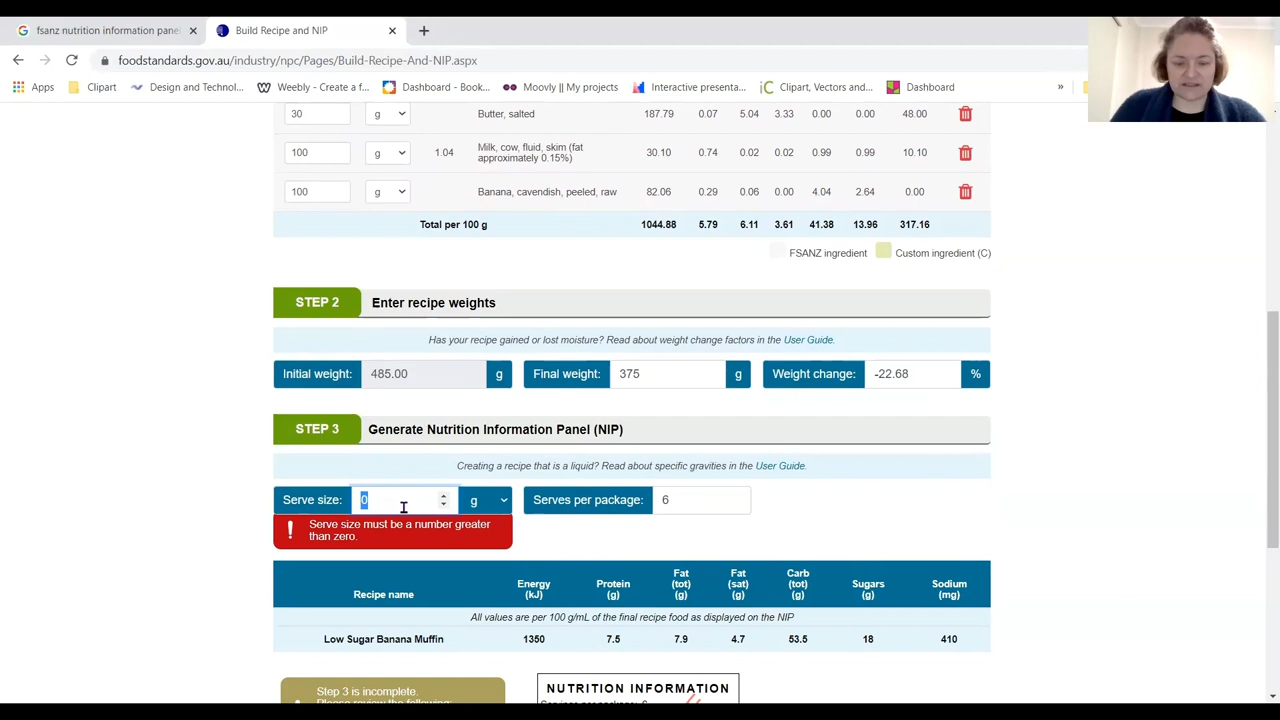 fsanz nutrition information pane
Build Recipe and NIP
foodstandards.gov.au/industry/npc/Pages/Build-Recipe-And-NIP.aspx
Apps Clipart Design and Technol... Weebly - Create a f... Dashboard - Book... Moovly || My projects Interactive presenta... Clipart, Vectors and... Dashboard »
30 g Butter, salted 187.79 0.07 5.04 3.33 0.00 0.00 48.00
100 g 1.04 Milk, cow, fluid, skim (fat approximately 0.15%) 30.10 0.74 0.02 0.02 0.99 0.99 10.10
100 g Banana, cavendish, peeled, raw 82.06 0.29 0.06 0.00 4.04 2.64 0.00
Total per 100 g 1044.88 5.79 6.11 3.61 41.38 13.96 317.16
FSANZ ingredient Custom ingredient (C)
STEP 2 Enter recipe weights
Has your recipe gained or lost moisture? Read about weight change factors in the User Guide.
Initial weight: 485.00 g Final weight: 375 g Weight change: -22.68 %
STEP 3 Generate Nutrition Information Panel (NIP)
Creating a recipe that is a liquid? Read about specific gravities in the User Guide.
Serve size: 0 g Serves per package: 6
! Serve size must be a number greater
than zero.
Recipe name Energy (kJ) Protein (g) Fat (tot) (g) Fat (sat) (g) Carb (tot) (g) Sugars (g) Sodium (mg)
All values are per 100 g/mL of the final recipe food as displayed on the NIP
Low Sugar Banana Muffin 1350 7.5 7.9 4.7 53.5 18 410
Step 3 is incomplete.
Please review the following:
NUTRITION INFORMATION
Servings per package: 6